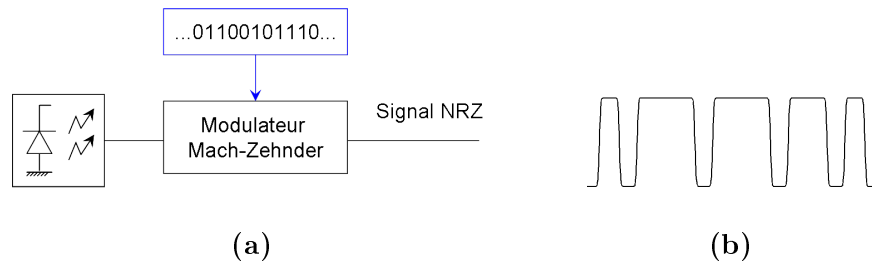 ...01100101110...
Modulateur
Mach-Zehnder
Signal NRZ
(a)
(b)